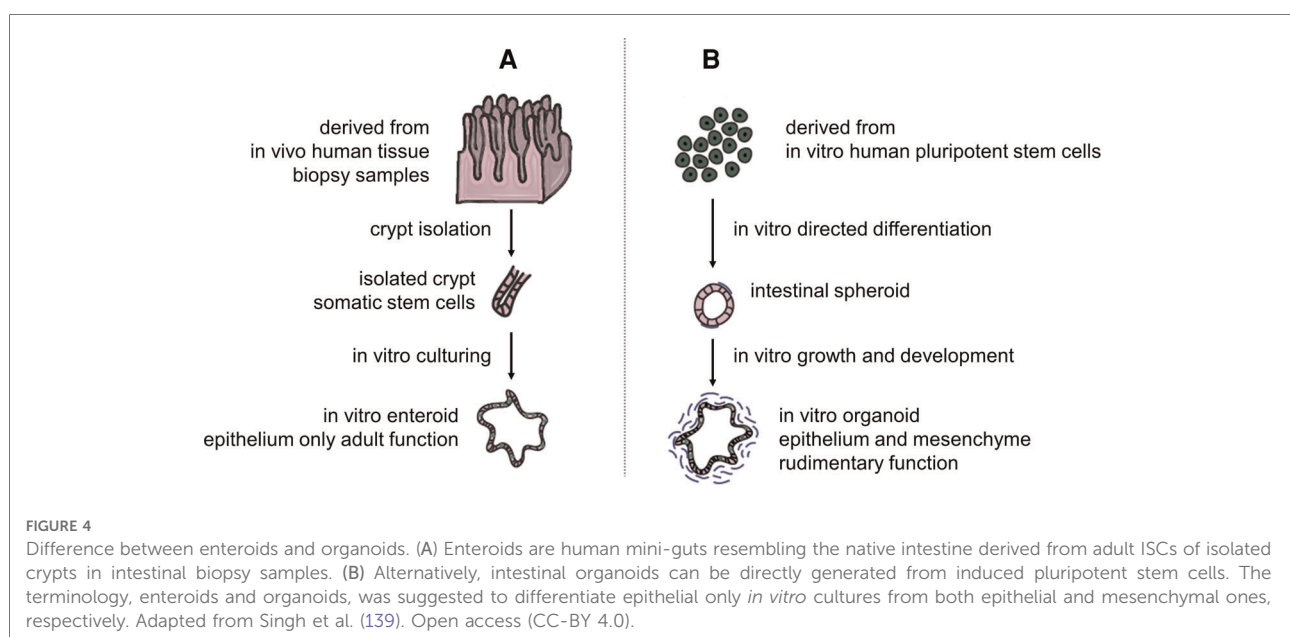 A
derived from
in vivo human tissue
biopsy samples
crypt isolation
isolated crypt
somatic stem cells
in vitro culturing
in vitro enteroid
epithelium only adult function
B
derived from
in vitro human pluripotent stem cells
in vitro directed differentiation
intestinal spheroid
in vitro growth and development
in vitro organoid
epithelium and mesenchyme
rudimentary function
FIGURE 4
Difference between enteroids and organoids. (A) Enteroids are human mini-guts resembling the native intestine derived from adult ISCs of isolated
crypts in intestinal biopsy samples. (B) Alternatively, intestinal organoids can be directly generated from induced pluripotent stem cells. The
terminology, enteroids and organoids, was suggested to differentiate epithelial only in vitro cultures from both epithelial and mesenchymal ones,
respectively. Adapted from Singh et al. (139). Open access (CC-BY 4.0).